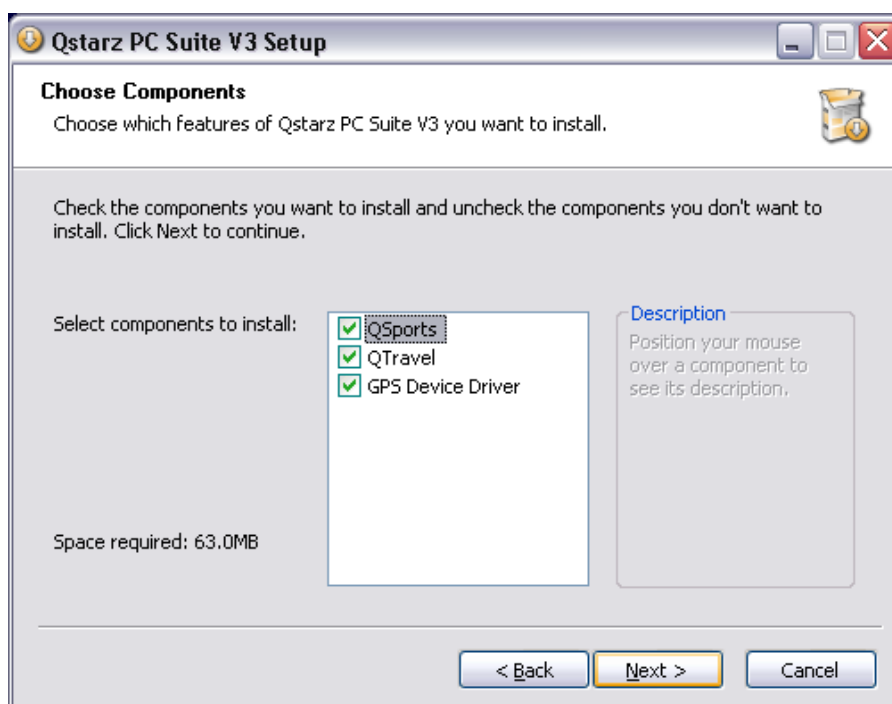 Qstarz PC Suite V3 Setup
Choose Components
Choose which features of Qstarz PC Suite V3 you want to install.
Check the components you want to install and uncheck the components you don't want to
install. Click Next to continue.
Select components to install:
QSports
QTravel
GPS Device Driver
Description
Position your mouse
over a component to
see its description.
Space required: 63.0MB
< Back
Next >
Cancel